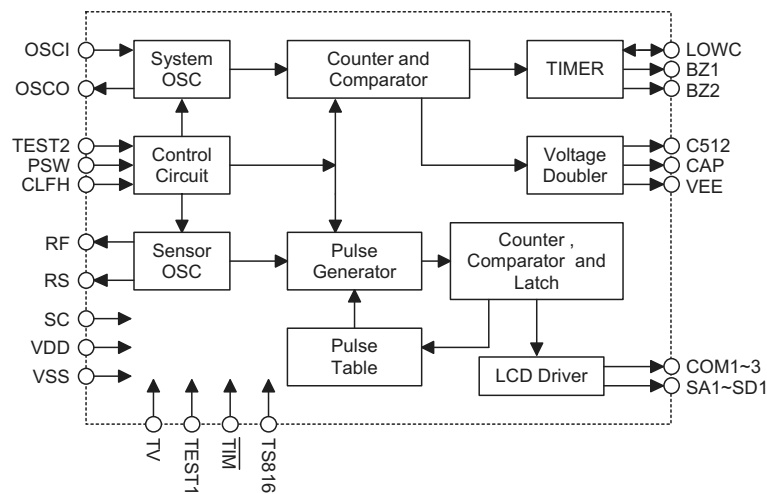 OSCI
OSCO
TEST2
PSW
CLFH
RF
RS
SC
VDD
VSS
System
OSC
Counter and
Comparator
TIMER
LOWC
BZ1
BZ2
Control
Circuit
Voltage
Doubler
C512
CAP
VEE
Sensor
OSC
Pulse
Generator
Counter ,
Comparator and
Latch
Pulse
Table
LCD Driver
COM1~3
SA1~SD1
TV
TEST1
TIM
TS816